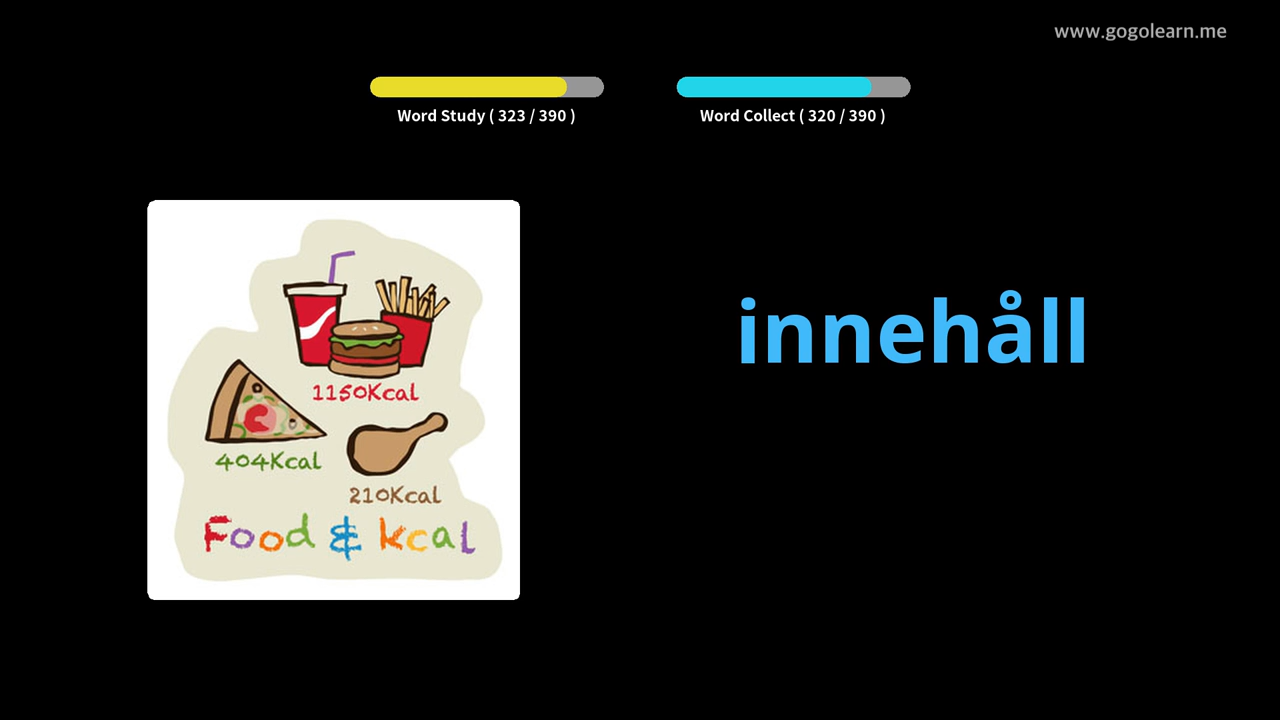 www.gogolearn.me
Word Study ( 323 / 390 )
Word Collect ( 320 / 390 )
innehåll
1150Kcal
404Kcal
210Kcal
Food & kcal